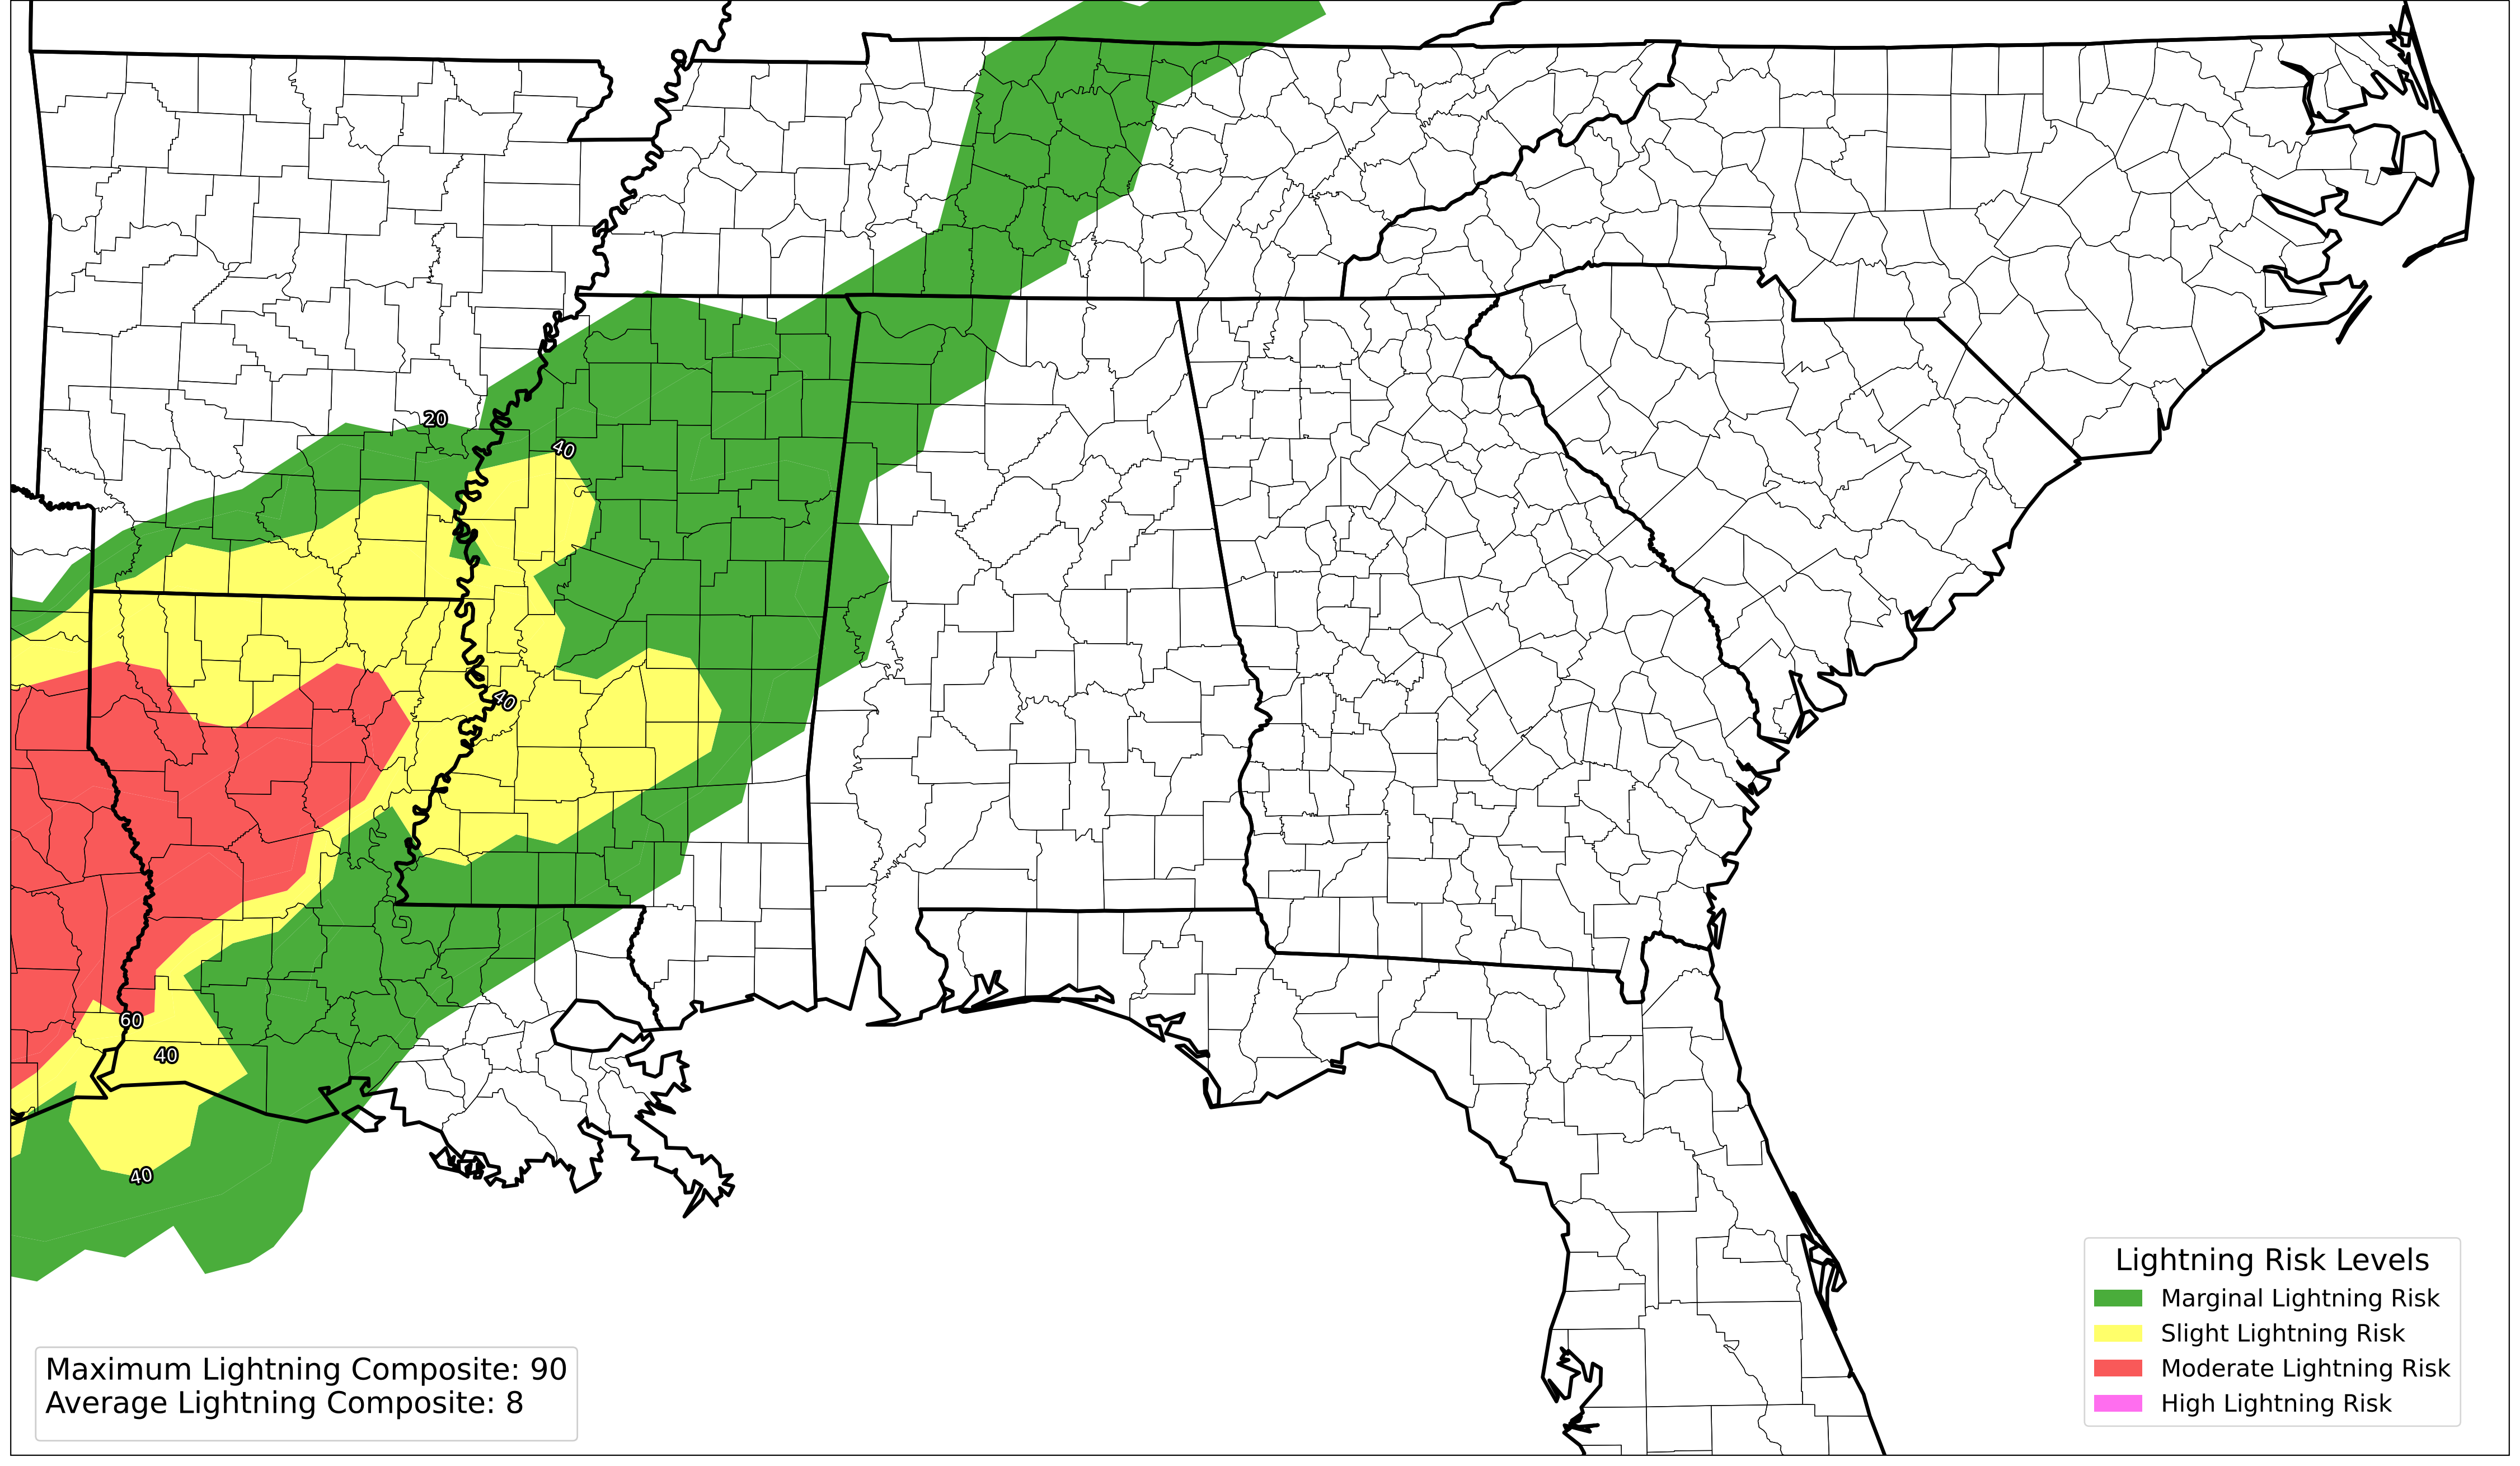 20
40
40
60
40
40
Lightning Risk Levels
Marginal Lightning Risk
Slight Lightning Risk
Moderate Lightning Risk
High Lightning Risk
Maximum Lightning Composite: 90
Average Lightning Composite: 8